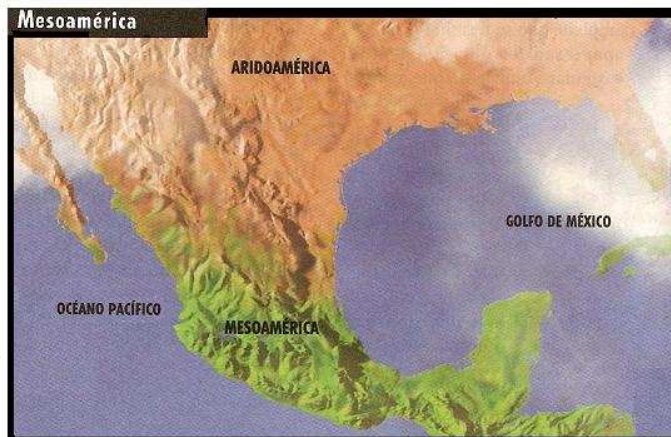 Mesoamérica
ARIDOAMÉRICA
GOLFO DE MÉXICO
OCÉANO PACÍFICO
MESOAMÉRICA